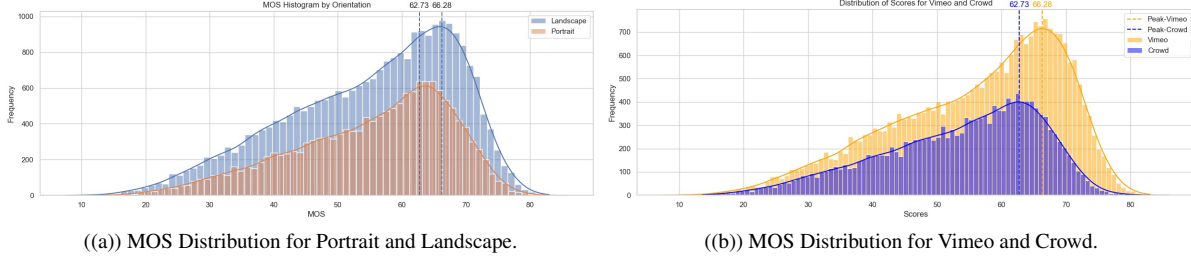 MOS Histogram by Orientation
62.73 66.28
Landscape
Portrait
Frequency
1000
800
600
400
200
0
10 20 30 40 50 60 70 80
MOS
((a)) MOS Distribution for Portrait and Landscape.
Distribution of Scores for Vimeo and Crowd
62.73 66.28
Peak-Vimeo
Peak-Crowd
Vimeo
Crowd
Frequency
700
600
500
400
300
200
100
0
10 20 30 40 50 60 70 80
Scores
((b)) MOS Distribution for Vimeo and Crowd.